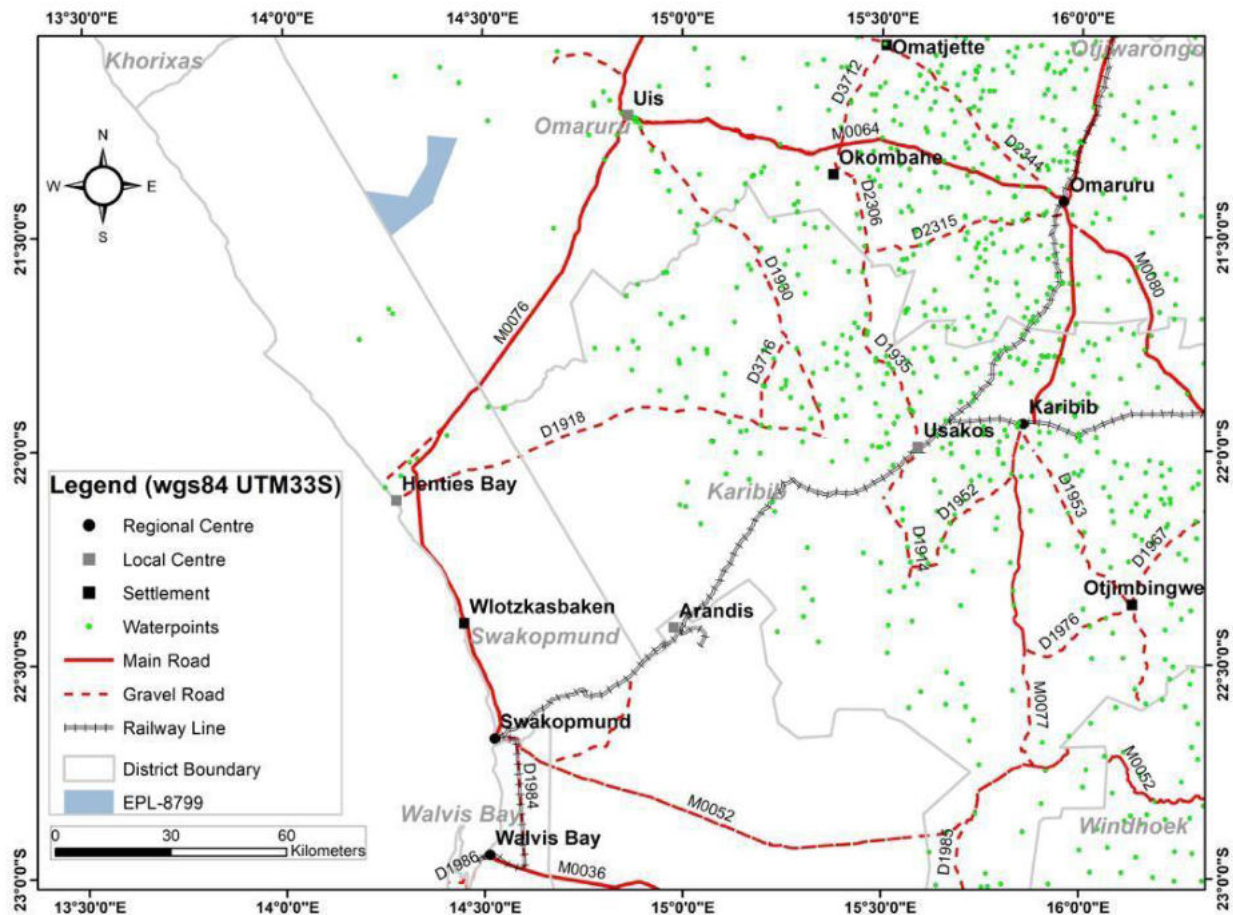 13°30'0"E 14°00'0"E 14°30'0"E 15°00'0"E 15°30'0"E 16°00'0"E
Khorixas
Omatjette
Otjiwarongo
D3712
Uis
Omaruru
M0064
D2344
N
W E
S
Okombahe
Omaruru
D2306
D2315
21°30'0"S
21°30'0"S
D1930
M0080
M0076
D3716
D1935
D1918
Karibib
Usakos
22°0'0"S
22°0'0"S
Legend (wgs84 UTM33S)
Regional Centre
Local Centre
Settlement
Waterpoints
Main Road
Gravel Road
Railway Line
District Boundary
EPL-8799
0 30 60
Kilometers
Henties Bay
Karibib
D1952
D1953
D1914
D1967
Otjimbingwe
Wlotzkasbaken
Swakopmund
Arandis
D1976
22°30'0"S
22°30'0"S
M0077
Swakopmund
D1984
M0052
M0052
Walvis Bay
Windhoek
Walvis Bay
D1986
M0036
D1985
23°0'0"S
23°0'0"S
13°30'0"E 14°00'0"E 14°30'0"E 15°00'0"E 15°30'0"E 16°00'0"E